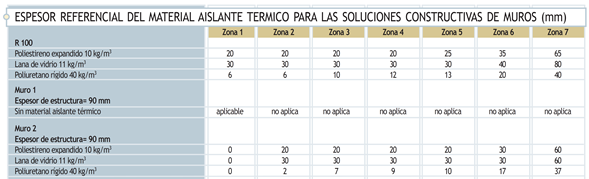 ESPESOR REFERENCIAL DEL MATERIAL AISLANTE TERMICO PARA LAS SOLUCIONES CONSTRUCTIVAS DE MUROS (mm)
Zona 1 Zona 2 Zona 3 Zona 4 Zona 5 Zona 6 Zona 7
R 100
Poliestireno expandido 10 kg/m³ 20 20 20 20 25 35 65
Lana de vidrio 11 kg/m³ 30 30 30 30 30 40 80
Poliuretano rígido 40 kg/m³ 6 6 10 12 13 20 40
Muro 1
Espesor de estructura= 90 mm
Sin material aislante térmico aplicable no aplica no aplica no aplica no aplica no aplica no aplica
Muro 2
Espesor de estructura= 90 mm
Poliestireno expandido 10 kg/m³ 0 20 20 20 20 30 60
Lana de vidrio 11 kg/m³ 0 30 30 30 30 30 60
Poliuretano rígido 40 kg/m³ 0 2 7 9 10 17 37